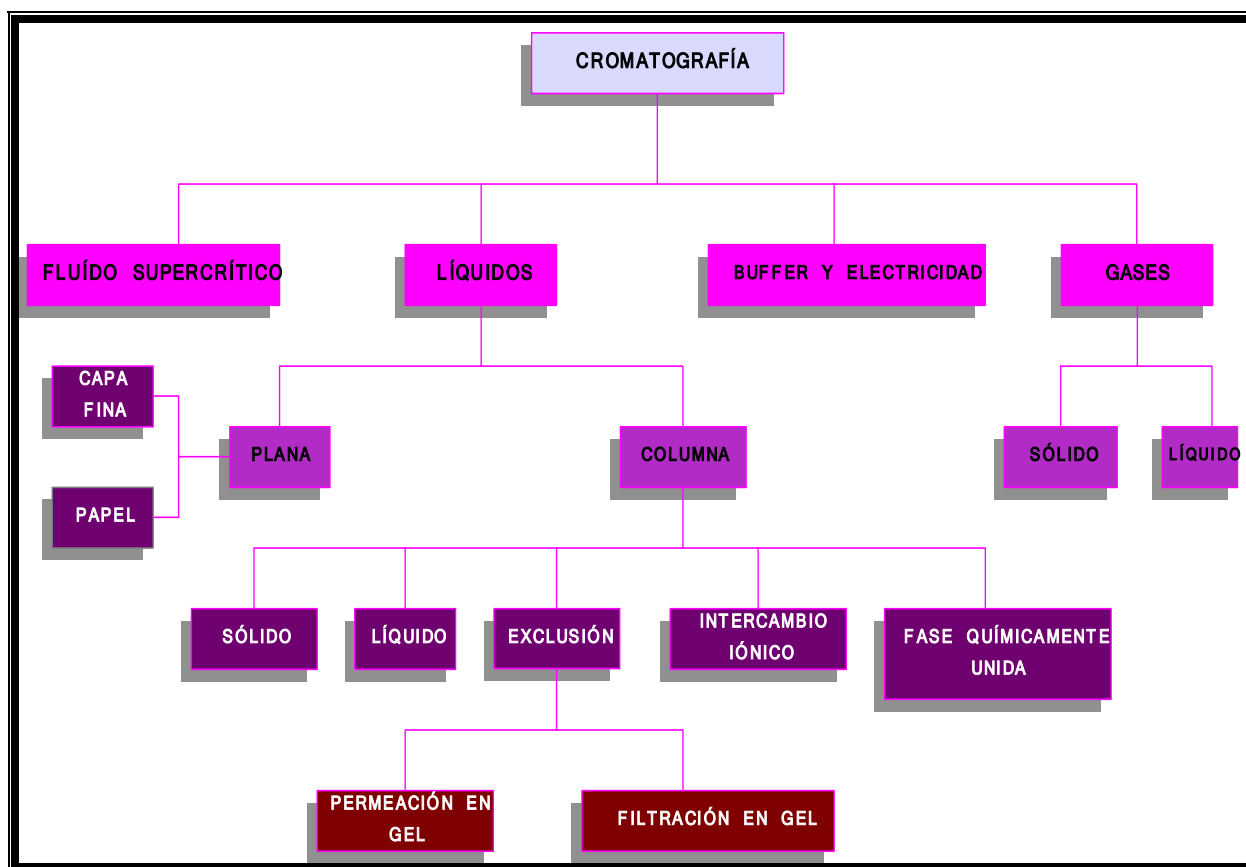 CROMATOGRAFÍA
FLUÍDO SUPERCRÍTICO
LÍQUIDOS
BUFFER Y ELECTRICIDAD
GASES
CAPA
FINA
PLANA
COLUMNA
SÓLIDO
LÍQUIDO
PAPEL
SÓLIDO
LÍQUIDO
EXCLUSIÓN
INTERCAMBIO
IÓNICO
FASE QUÍMICAMENTE
UNIDA
PERMEACIÓN EN
GEL
FILTRACIÓN EN GEL